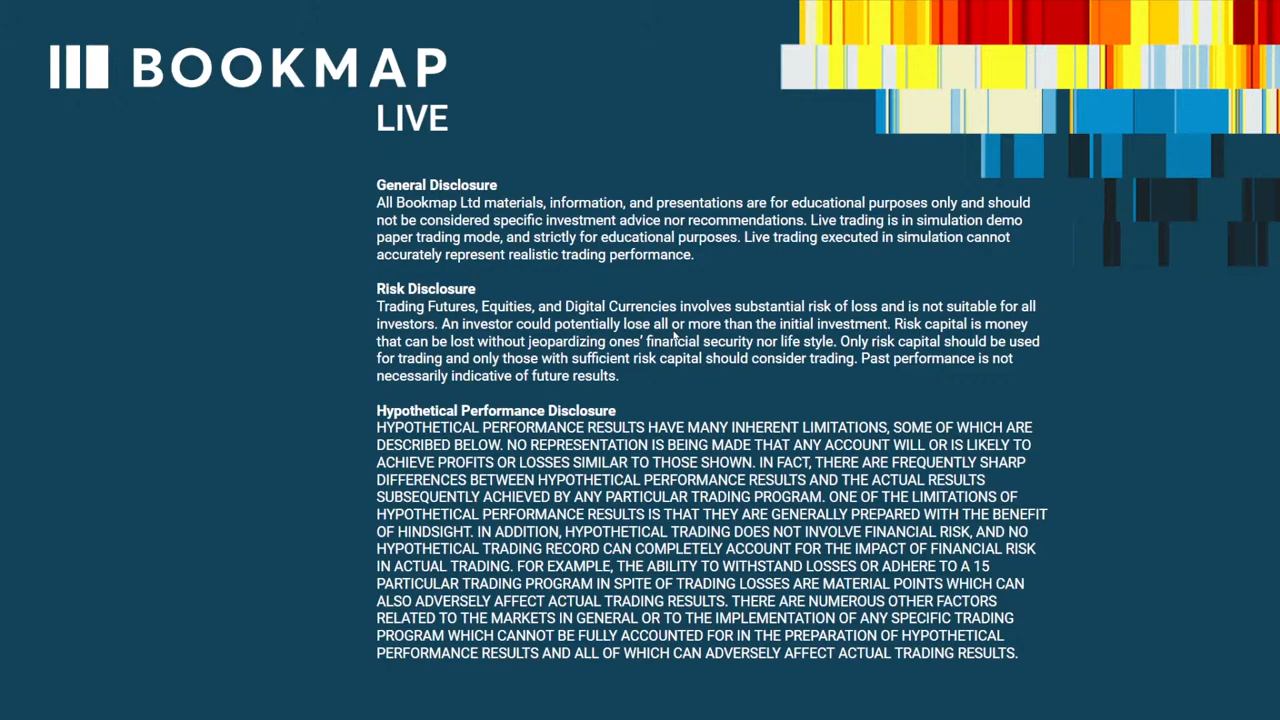 BOOKMAP
LIVE
General Disclosure
All Bookmap Ltd materials, information, and presentations are for educational purposes only and should
not be considered specific investment advice nor recommendations. Live trading is in simulation demo
paper trading mode, and strictly for educational purposes. Live trading executed in simulation cannot
accurately represent realistic trading performance.
Risk Disclosure
Trading Futures, Equities, and Digital Currencies involves substantial risk of loss and is not suitable for all
investors. An investor could potentially lose all or more than the initial investment. Risk capital is money
that can be lost without jeopardizing ones’ financial security nor life style. Only risk capital should be used
for trading and only those with sufficient risk capital should consider trading. Past performance is not
necessarily indicative of future results.
Hypothetical Performance Disclosure
HYPOTHETICAL PERFORMANCE RESULTS HAVE MANY INHERENT LIMITATIONS, SOME OF WHICH ARE
DESCRIBED BELOW. NO REPRESENTATION IS BEING MADE THAT ANY ACCOUNT WILL OR IS LIKELY TO
ACHIEVE PROFITS OR LOSSES SIMILAR TO THOSE SHOWN. IN FACT, THERE ARE FREQUENTLY SHARP
DIFFERENCES BETWEEN HYPOTHETICAL PERFORMANCE RESULTS AND THE ACTUAL RESULTS
SUBSEQUENTLY ACHIEVED BY ANY PARTICULAR TRADING PROGRAM. ONE OF THE LIMITATIONS OF
HYPOTHETICAL PERFORMANCE RESULTS IS THAT THEY ARE GENERALLY PREPARED WITH THE BENEFIT
OF HINDSIGHT. IN ADDITION, HYPOTHETICAL TRADING DOES NOT INVOLVE FINANCIAL RISK, AND NO
HYPOTHETICAL TRADING RECORD CAN COMPLETELY ACCOUNT FOR THE IMPACT OF FINANCIAL RISK
IN ACTUAL TRADING. FOR EXAMPLE, THE ABILITY TO WITHSTAND LOSSES OR ADHERE TO A 15
PARTICULAR TRADING PROGRAM IN SPITE OF TRADING LOSSES ARE MATERIAL POINTS WHICH CAN
ALSO ADVERSELY AFFECT ACTUAL TRADING RESULTS. THERE ARE NUMEROUS OTHER FACTORS
RELATED TO THE MARKETS IN GENERAL OR TO THE IMPLEMENTATION OF ANY SPECIFIC TRADING
PROGRAM WHICH CANNOT BE FULLY ACCOUNTED FOR IN THE PREPARATION OF HYPOTHETICAL
PERFORMANCE RESULTS AND ALL OF WHICH CAN ADVERSELY AFFECT ACTUAL TRADING RESULTS.